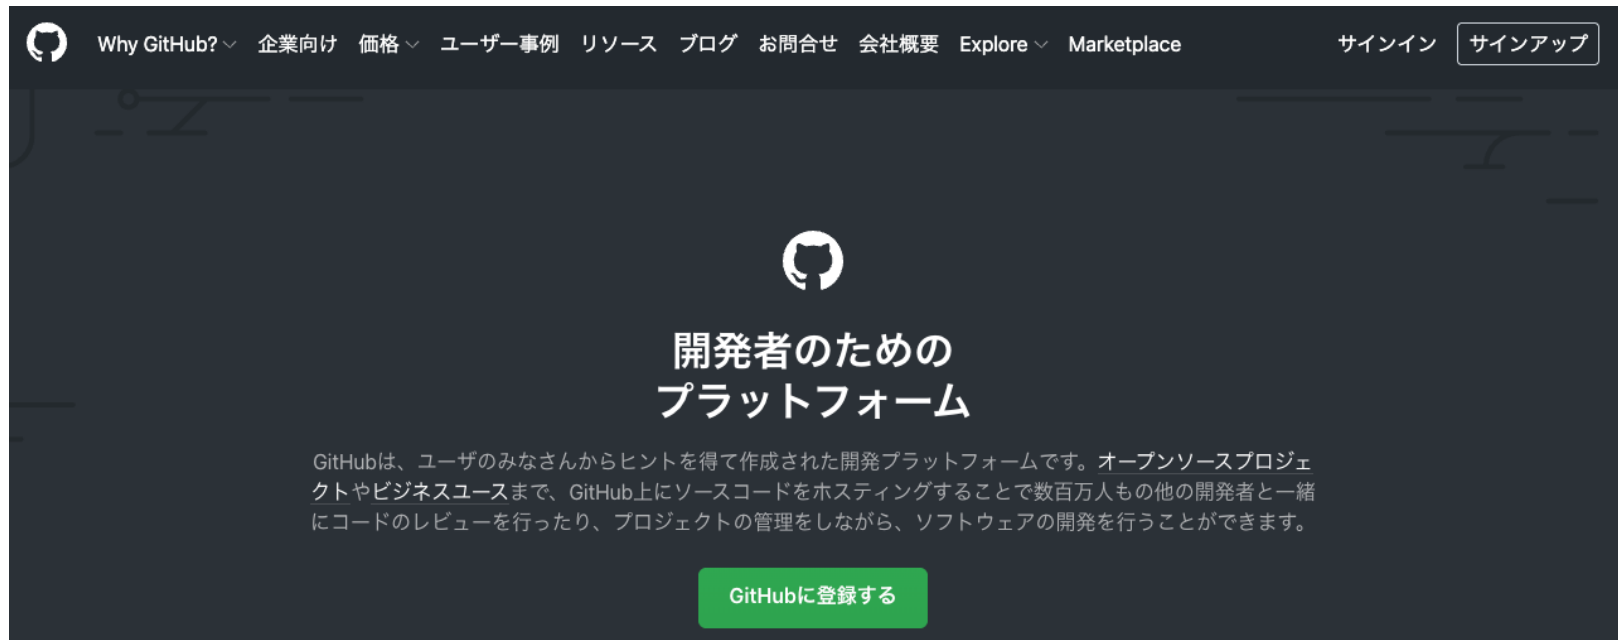 Why GitHub? 企業向け 価格 ユーザー事例 リソース ブログ お問合せ 会社概要 Explore Marketplace サインイン サインアップ
開発者のための
プラットフォーム
GitHubは、ユーザのみなさんからヒントを得て作成された開発プラットフォームです。オープンソースプロジェ
クトやビジネスユースまで、GitHub上にソースコードをホスティングすることで数百万人もの他の開発者と一緒
にコードのレビューを行ったり、プロジェクトの管理をしながら、ソフトウェアの開発を行うことができます。
GitHubに登録する